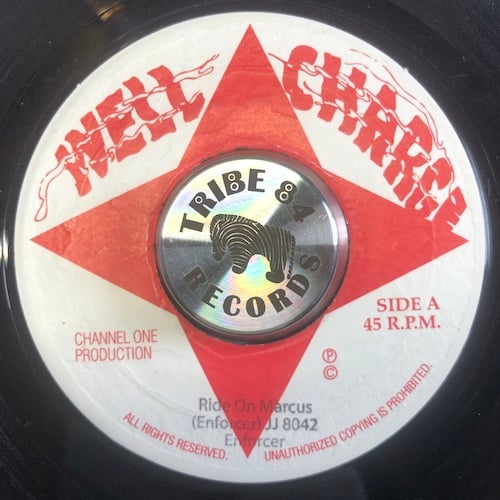 WELL CHARGE
TRIBE 84
RECORDS
SIDE A
45 R.P.M.
CHANNEL ONE
PRODUCTION
Ⓟ
©
Ride On Marcus
(Enforcer) JJ 8042
Enforcer
ALL RIGHTS RESERVED.
UNAUTHORIZED COPYING IS PROHIBITED.